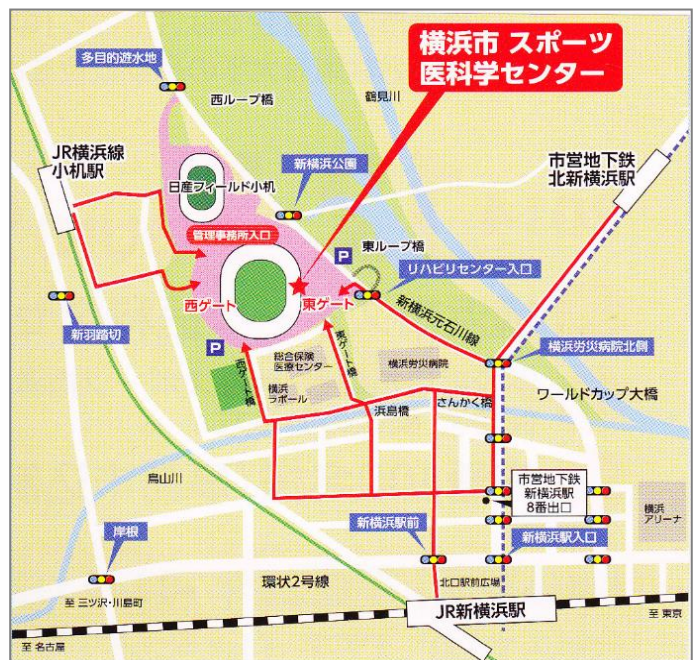 横浜市 スポーツ
医科学センター
多目的遊水地
西ループ橋
鶴見川
JR横浜線
小机駅
日産フィールド小机
新横浜公園
市営地下鉄
北新横浜駅
管理事務所入口
P
東ループ橋
リハビリセンター入口
西ゲート
東ゲート
新横浜元石川線
新羽踏切
P
西ゲート橋
東ゲート橋
総合保険
医療センター
横浜労災病院
横浜労災病院北側
横浜
ラポール
浜鳥橋
さんかく橋
ワールドカップ大橋
鳥山川
市営地下鉄
新横浜駅
8番出口
横浜
アリーナ
岸根
新横浜駅前
新横浜駅入口
環状2号線
北口駅前広場
至 三ツ沢・川島町
JR新横浜駅
至 東京
至 名古屋